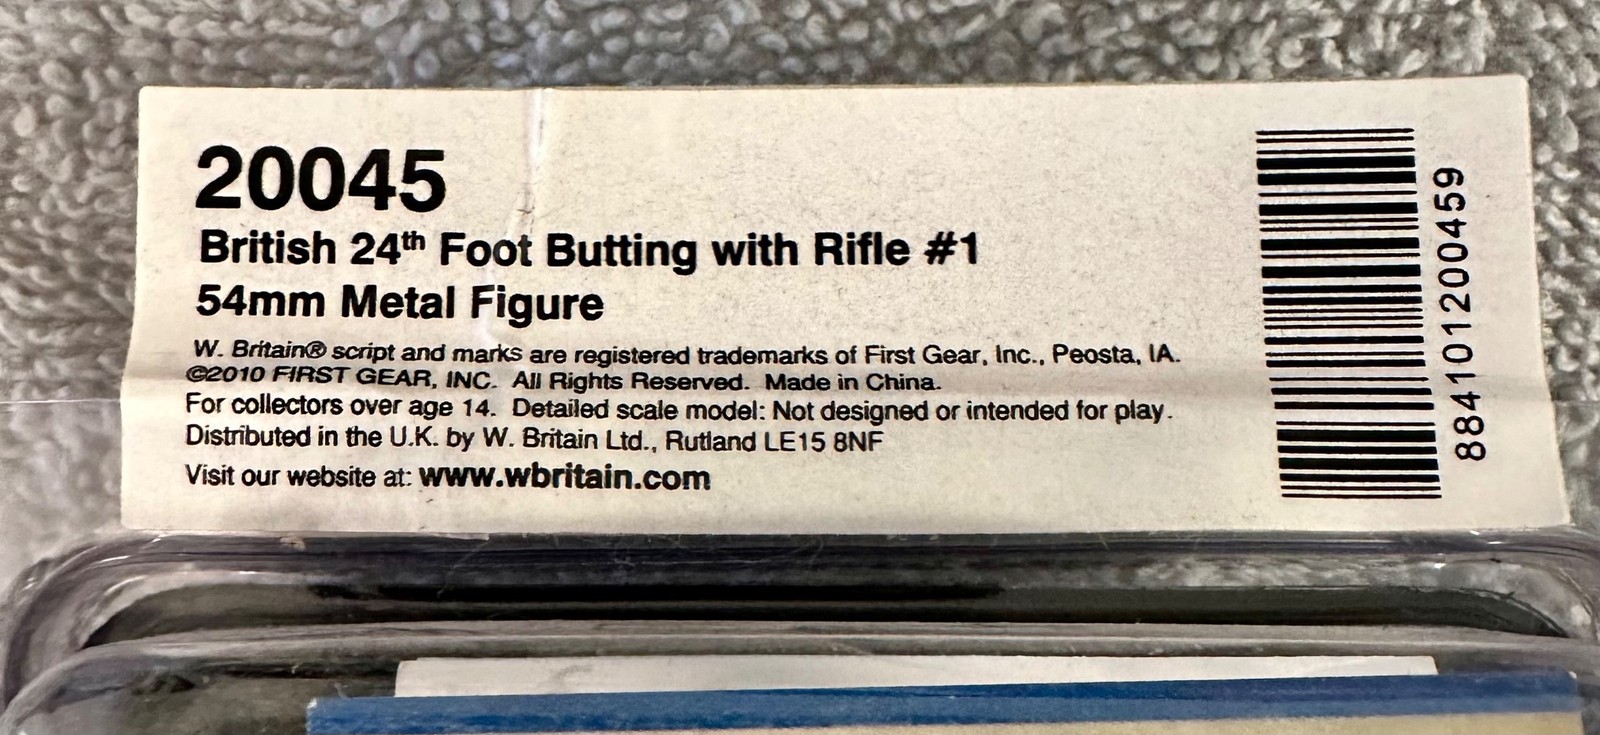 20045
British 24th Foot Butting with Rifle #1
54mm Metal Figure
W. Britain® script and marks are registered trademarks of First Gear, Inc., Peosta, IA.
©2010 FIRST GEAR, INC. All Rights Reserved. Made in China.
For collectors over age 14. Detailed scale model: Not designed or intended for play.
Distributed in the U.K. by W. Britain Ltd., Rutland LE15 8NF
Visit our website at: www.wbritain.com
884101200459